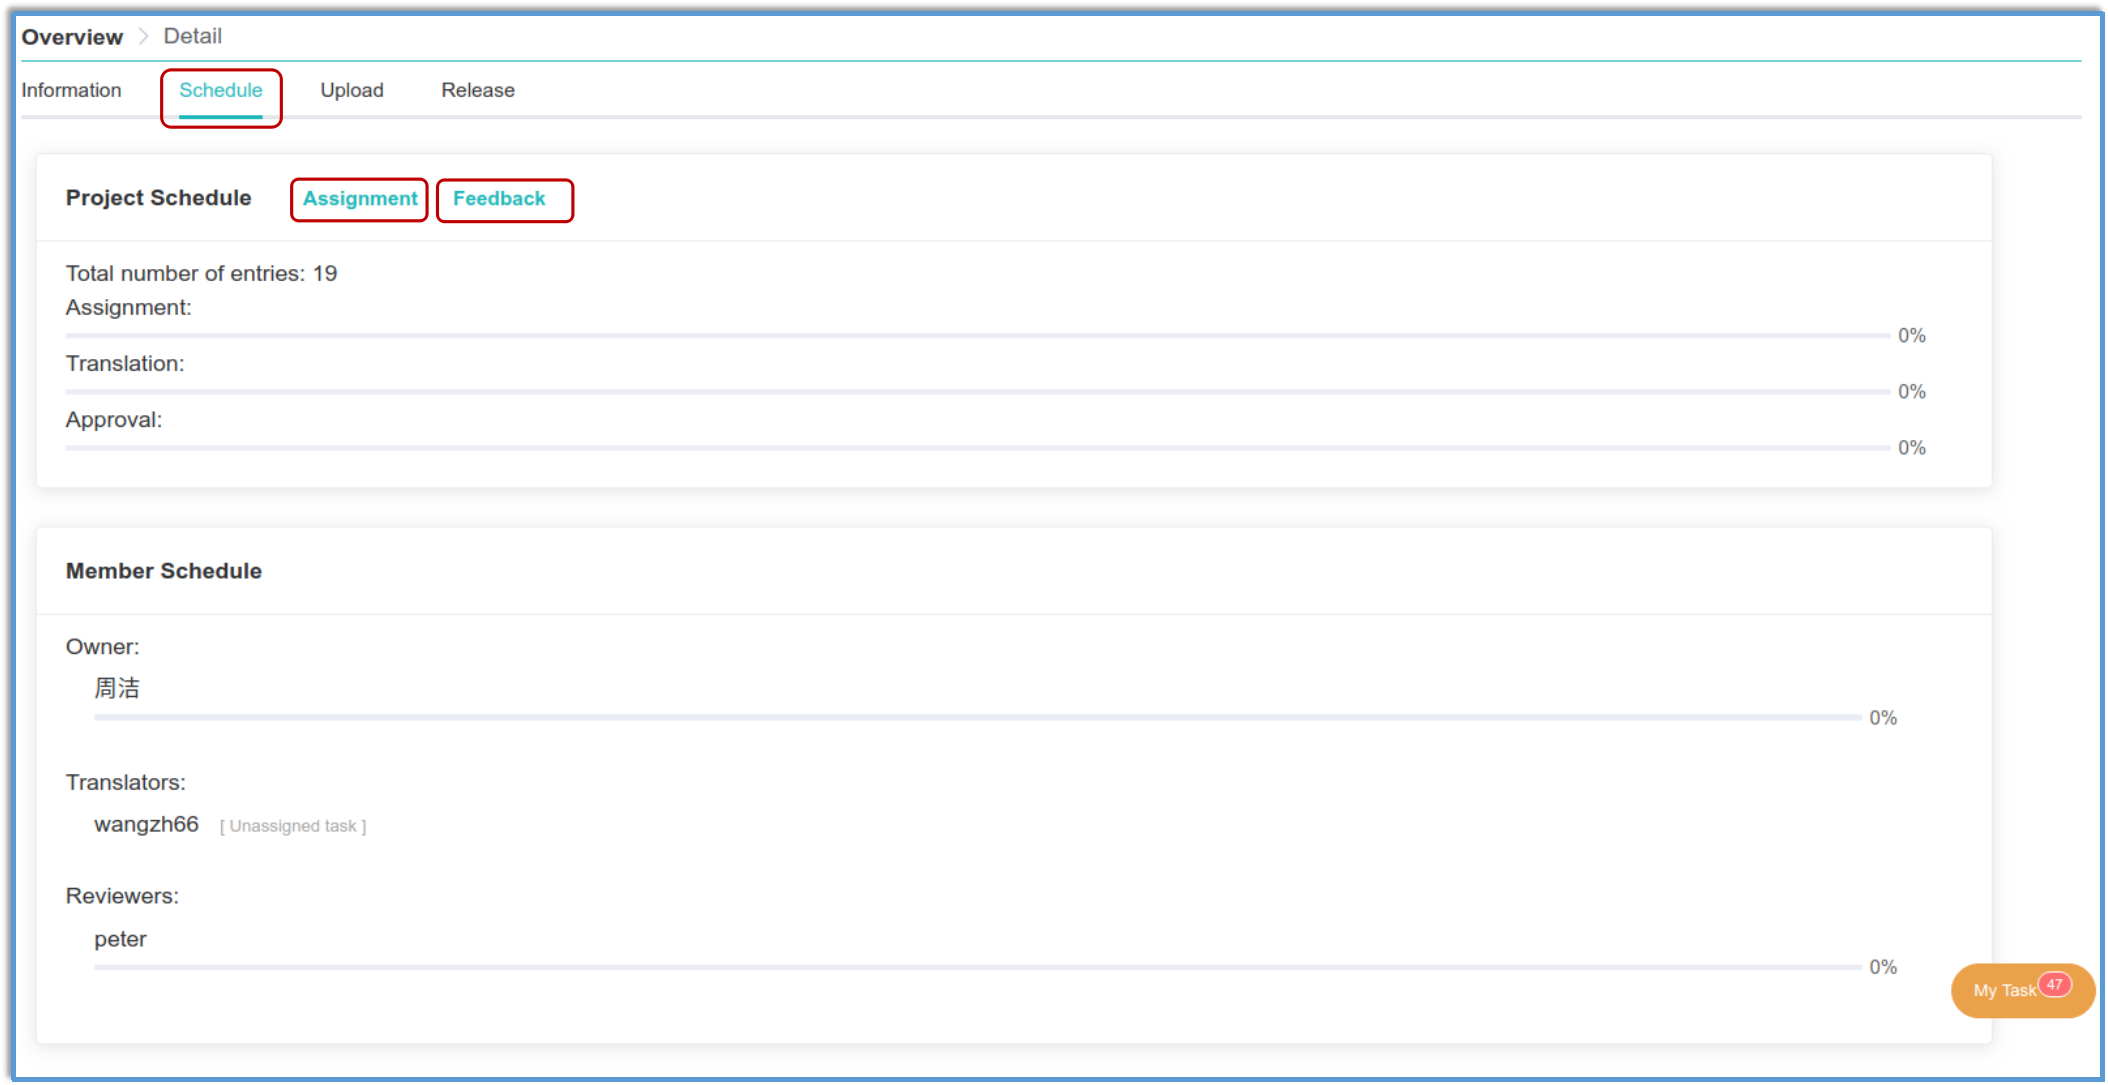 Overview > Detail
Information Schedule Upload Release
Project Schedule Assignment Feedback
Total number of entries: 19
Assignment:
0%
Translation:
0%
Approval:
0%
Member Schedule
Owner:
周洁
0%
Translators:
wangzh66 [ Unassigned task ]
Reviewers:
peter
0%
My Task 47